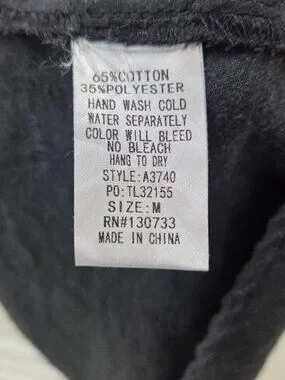 65%COTTON
35%POLYESTER
HAND WASH COLD
WATER SEPARATELY
COLOR WILL BLEED
NO BLEACH
HANG TO DRY
STYLE:A3740
PO:TL32155
SIZE:M
RN#130733
MADE IN CHINA